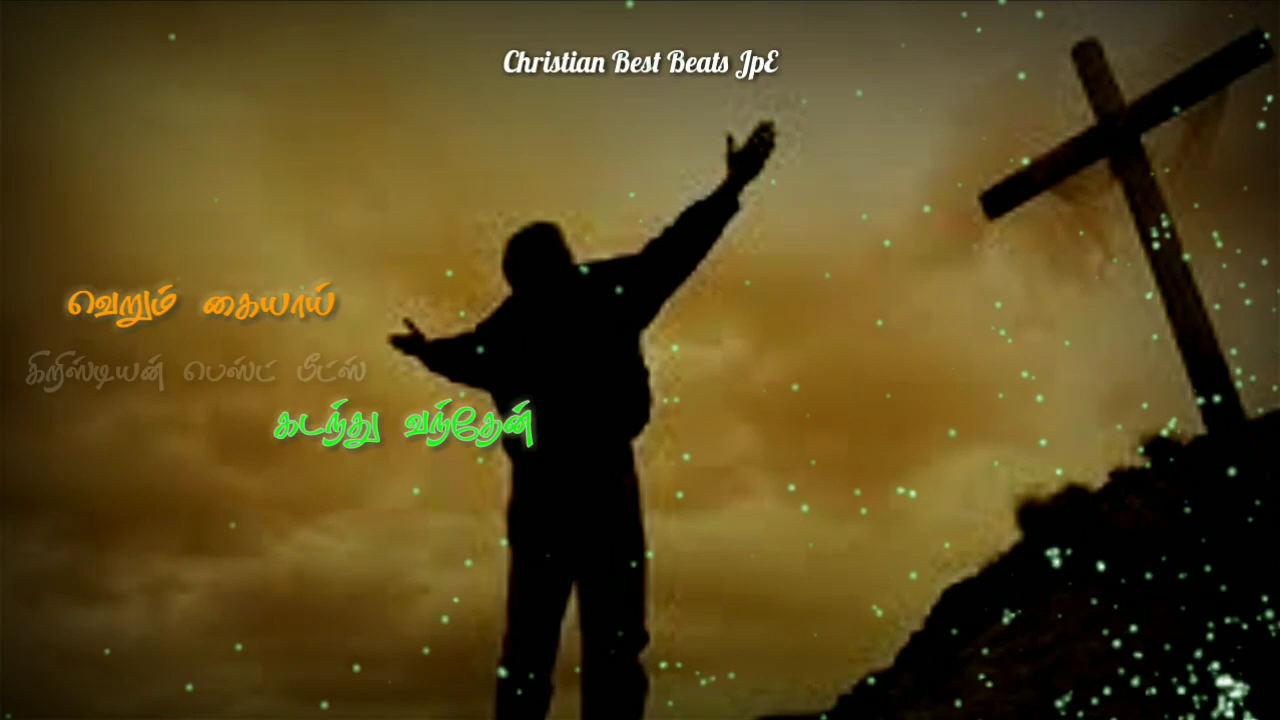 Christian Best Beats JpE
வெறும் கையாய்
கிறிஸ்டியன் பெஸ்ட் பீட்ஸ்
கடந்து வந்தேன்